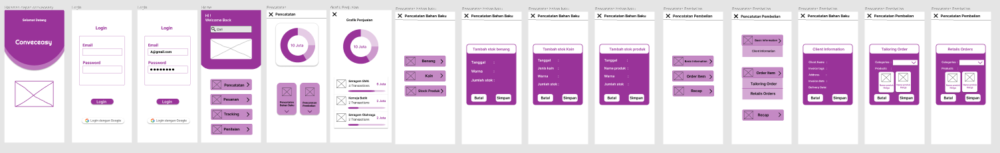 Halaman depan conveceasy
Selamat Datang
Conveceasy
Login
Login
Email
Password
Login
Login dengan Google
Login
Login
Email
A@gmail.com
Password
Login
Login dengan Google
Home
Hi !
Welcome Back
Cari
Pencatatan
Pesanan
Tracking
Penilaian
Pencatatan
Pencatatan
10 Juta
Pencatatan
Bahan Baku
Pencatatan
Pembelian
Grafik Penjualan
Grafik Penjualan
10 Juta
Seragam SMA
4 Transactions
6 Juta
Kemeja Batik
2 Transactions
2 Juta
Seragam Olahraga
2 Transactions
2 Juta
Pencatatan bahan baku
Pencatatan Bahan Baku
Benang
Kain
Stock Produk
Pencatatan Bahan Baku
Pencatatan Bahan Baku
Tambah stok benang
Tanggal :
Warna :
Jumlah stok :
Batal
Simpan
Pencatatan Bahan Baku
Pencatatan Bahan Baku
Tambah stok Kain
Tanggal :
Jenis kain :
Warna :
Jumlah stok :
Batal
Simpan
Pencatatan Bahan Baku
Pencatatan Bahan Baku
Tambah stok produk
Tanggal :
Nama produk :
Warna :
Jumlah stok :
Batal
Simpan
Pencatatan Pembelian
Pencatatan Pembelian
Basic Information
Order Item
Recap
Pencatatan Pembelian
Pencatatan Pembelian
Basic Information
Client Information
Order Item
Tailoring Order
Retails Orders
Recap
Pencatatan Pembelian
Pencatatan Bahan Baku
Client Information
Client Name :
Invoice tags :
Address :
Invoice date :
Delivery Date:
Batal
Simpan
Pencatatan Pembelian
Pencatatan Pembelian
Tailoring Order
Categories :
Products :
Nama produk
Harga
Nama produk
Harga
Batal
Simpan
Pencatatan Pembelian
Pencatatan Pembelian
Retails Orders
Categories :
Products :
Nama produk
Harga
Nama produk
Harga
Batal
Simpan